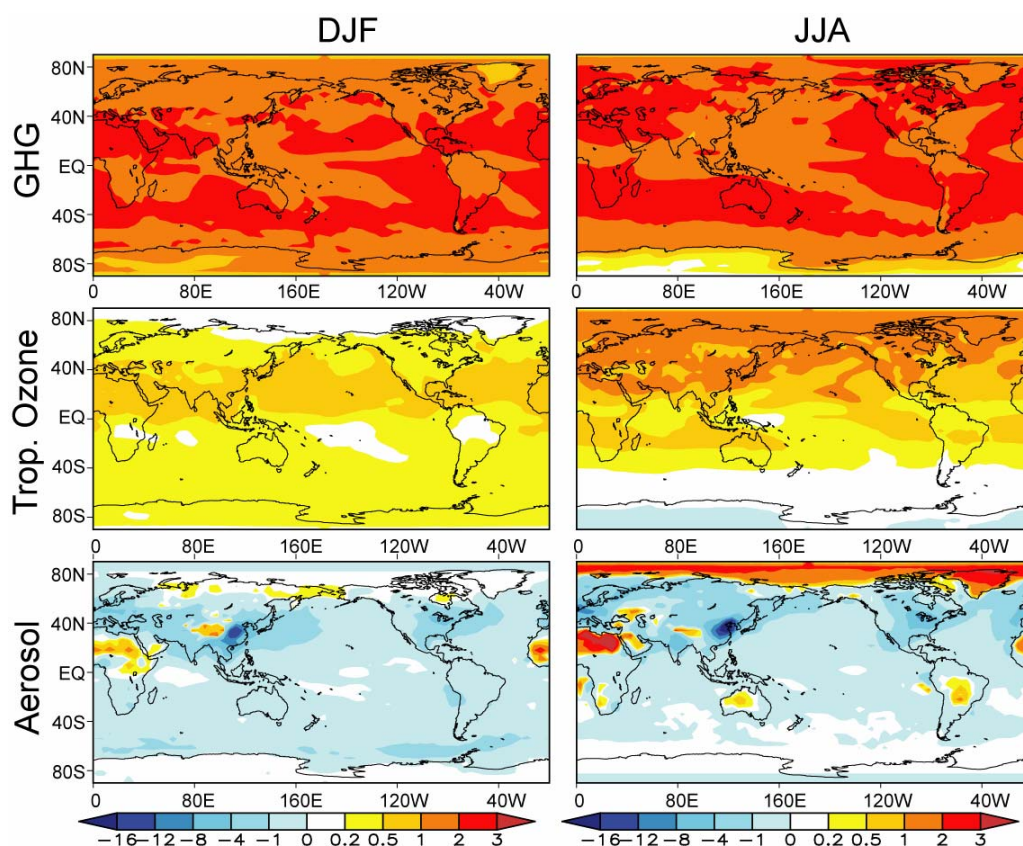 DJF JJA
GHG
80N
40N
EQ
40S
80S
0 80E 160E 120W 40W 0 80E 160E 120W 40W
Trop. Ozone
80N
40N
EQ
40S
80S
0 80E 160E 120W 40W 0 80E 160E 120W 40W
Aerosol
80N
40N
EQ
40S
80S
0 80E 160E 120W 40W 0 80E 160E 120W 40W
-16 -12 -8 -4 -1 0 0.2 0.5 1 2 3 -16 -12 -8 -4 -1 0 0.2 0.5 1 2 3